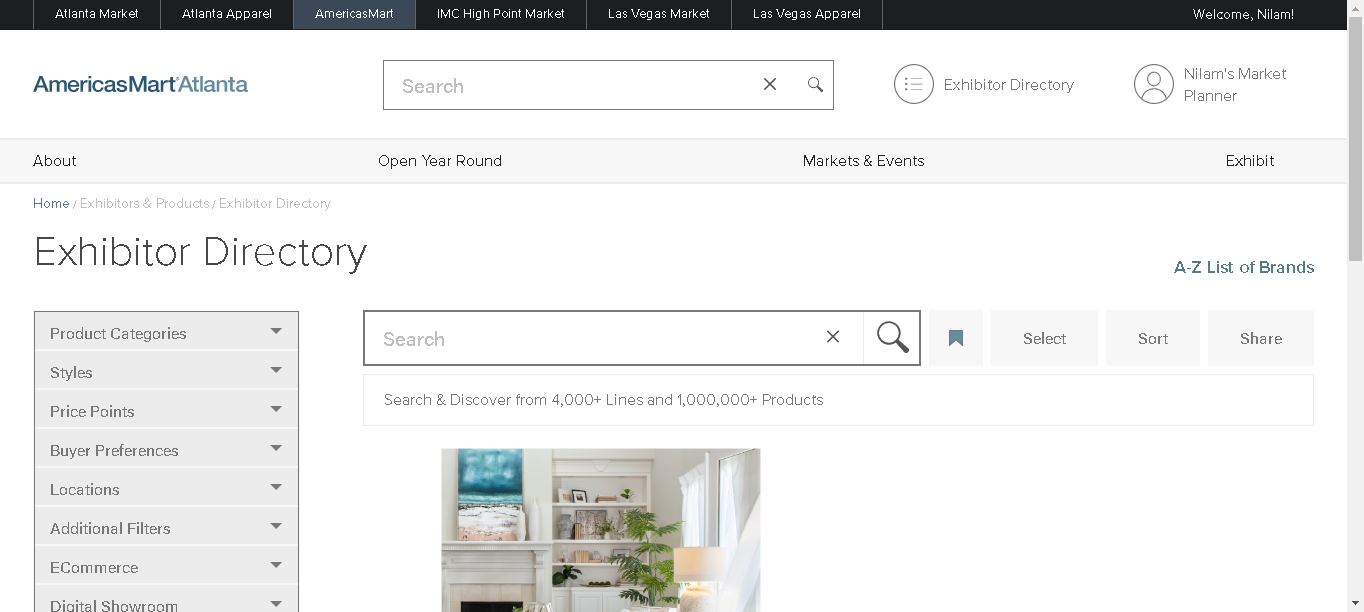 Atlanta Market
Atlanta Apparel
AmericasMart
IMC High Point Market
Las Vegas Market
Las Vegas Apparel
Welcome, Nilam!
AmericasMart Atlanta
Search
Exhibitor Directory
Nilam's Market
Planner
About
Open Year Round
Markets & Events
Exhibit
Home / Exhibitors & Products / Exhibitor Directory
Exhibitor Directory
A-Z List of Brands
Product Categories
Styles
Price Points
Buyer Preferences
Locations
Additional Filters
ECommerce
Digital Showroom
Search
Select
Sort
Share
Search & Discover from 4,000+ Lines and 1,000,000+ Products